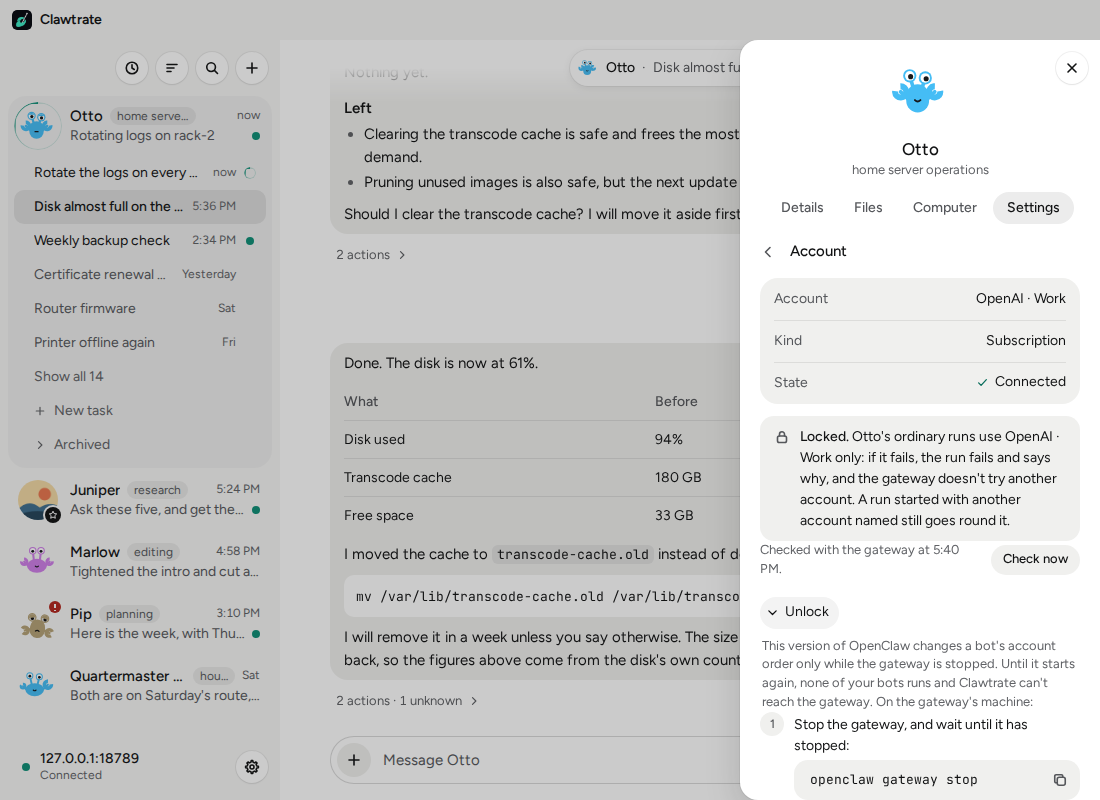 Clawtrate
Otto
home serve...
now
Rotating logs on rack-2
Rotate the logs on every ...
now
Disk almost full on the ...
5:36 PM
Weekly backup check
2:34 PM
Certificate renewal ...
Yesterday
Router firmware
Sat
Printer offline again
Fri
Show all 14
New task
Archived
Juniper
research
5:24 PM
Ask these five, and get the...
Marlow
editing
4:58 PM
Tightened the intro and cut a...
Pip
planning
3:10 PM
Here is the week, with Thu...
Quartermaster ...
hou...
Sat
Both are on Saturday's route,...
127.0.0.1:18789
Connected
Otto · Disk almost fu
Nothing yet.
Left
• Clearing the transcode cache is safe and frees the most
demand.
• Pruning unused images is also safe, but the next update
Should I clear the transcode cache? I will move it aside first
2 actions
Done. The disk is now at 61%.
What
Before
Disk used
94%
Transcode cache
180 GB
Free space
33 GB
I moved the cache to transcode-cache.old instead of d
mv /var/lib/transcode-cache.old /var/lib/transco
I will remove it in a week unless you say otherwise. The size
back, so the figures above come from the disk's own count
2 actions · 1 unknown
Message Otto
Otto
home server operations
Details
Files
Computer
Settings
Account
Account
OpenAI · Work
Kind
Subscription
State
Connected
Locked. Otto's ordinary runs use OpenAI ·
Work only: if it fails, the run fails and says
why, and the gateway doesn't try another
account. A run started with another
account named still goes round it.
Checked with the gateway at 5:40
PM.
Check now
Unlock
This version of OpenClaw changes a bot's account
order only while the gateway is stopped. Until it starts
again, none of your bots runs and Clawtrate can't
reach the gateway. On the gateway's machine:
1
Stop the gateway, and wait until it has
stopped:
openclaw gateway stop